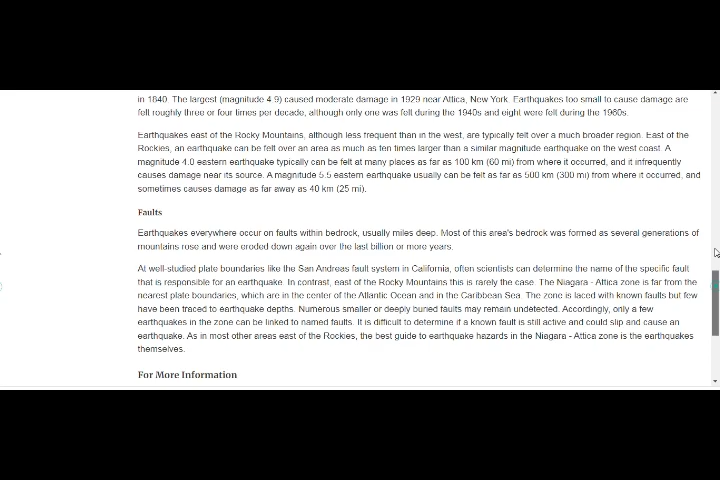 in 1840. The largest (magnitude 4.9) caused moderate damage in 1929 near Attica, New York. Earthquakes too small to cause damage are
felt roughly three or four times per decade, although only one was felt during the 1940s and eight were felt during the 1960s.
Earthquakes east of the Rocky Mountains, although less frequent than in the west, are typically felt over a much broader region. East of the
Rockies, an earthquake can be felt over an area as much as ten times larger than a similar magnitude earthquake on the west coast. A
magnitude 4.0 eastern earthquake typically can be felt at many places as far as 100 km (60 mi) from where it occurred, and it infrequently
causes damage near its source. A magnitude 5.5 eastern earthquake usually can be felt as far as 500 km (300 mi) from where it occurred, and
sometimes causes damage as far away as 40 km (25 mi).
Faults
Earthquakes everywhere occur on faults within bedrock, usually miles deep. Most of this area's bedrock was formed as several generations of
mountains rose and were eroded down again over the last billion or more years.
At well-studied plate boundaries like the San Andreas fault system in California, often scientists can determine the name of the specific fault
that is responsible for an earthquake. In contrast, east of the Rocky Mountains this is rarely the case. The Niagara - Attica zone is far from the
nearest plate boundaries, which are in the center of the Atlantic Ocean and in the Caribbean Sea. The zone is laced with known faults but few
have been traced to earthquake depths. Numerous smaller or deeply buried faults may remain undetected. Accordingly, only a few
earthquakes in the zone can be linked to named faults. It is difficult to determine if a known fault is still active and could slip and cause an
earthquake. As in most other areas east of the Rockies, the best guide to earthquake hazards in the Niagara - Attica zone is the earthquakes
themselves.
For More Information